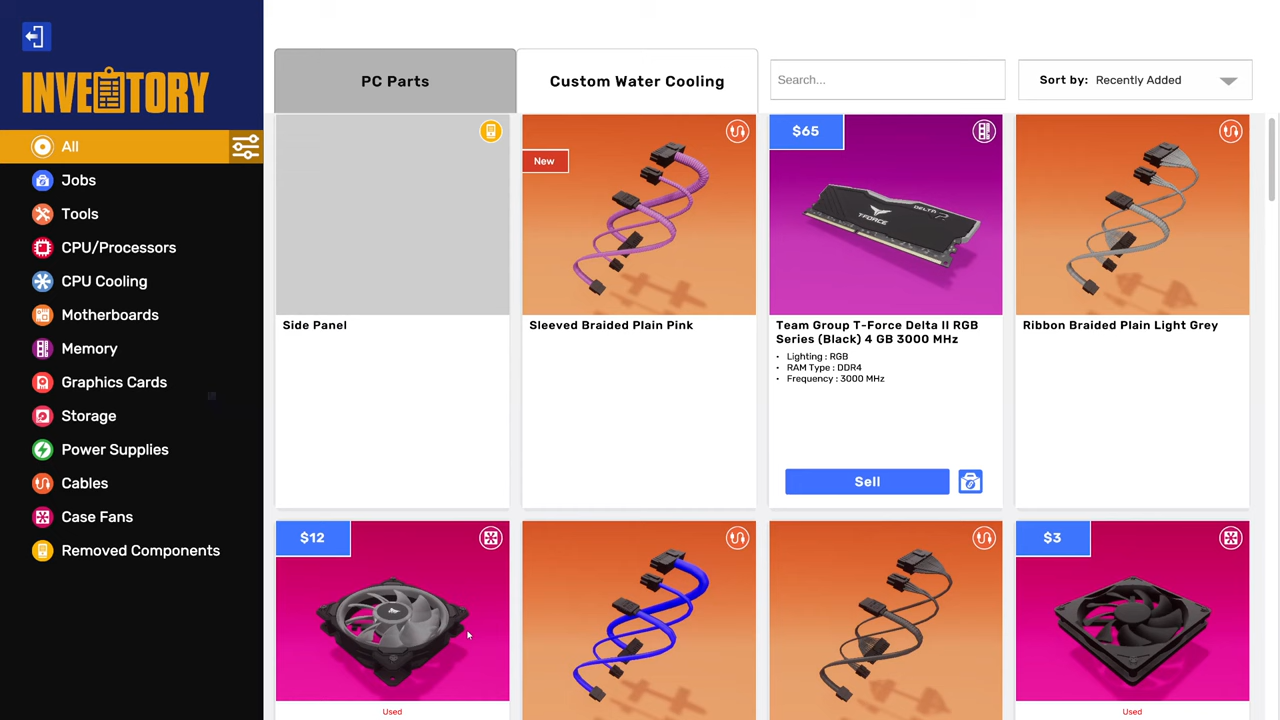 INVENTORY
PC Parts
Custom Water Cooling
Search...
Sort by: Recently Added
All
Jobs
Tools
CPU/Processors
CPU Cooling
Motherboards
Memory
Graphics Cards
Storage
Power Supplies
Cables
Case Fans
Removed Components
Side Panel
New
Sleeved Braided Plain Pink
$65
T-FORCE
DELTA
Team Group T-Force Delta II RGB
Series (Black) 4 GB 3000 MHz
• Lighting : RGB
• RAM Type : DDR4
• Frequency : 3000 MHz
Sell
Ribbon Braided Plain Light Grey
$12
Used
$3
Used